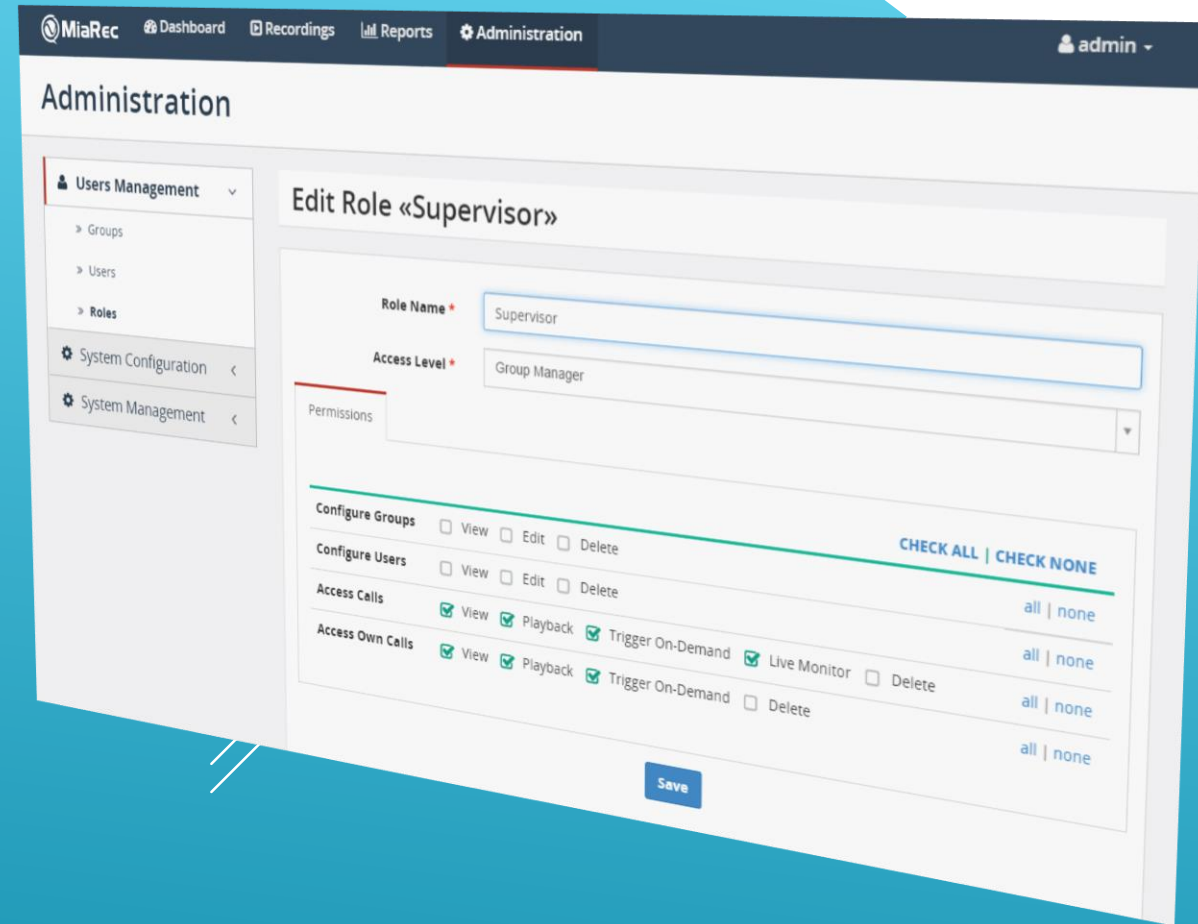 MiaRec Dashboard Recordings Reports Administration admin
Administration
Users Management
» Groups
» Users
» Roles
System Configuration
System Management
Edit Role «Supervisor»
Role Name * Supervisor
Access Level * Group Manager
Permissions
CHECK ALL | CHECK NONE
Configure Groups View Edit Delete all | none
Configure Users View Edit Delete all | none
Access Calls View Playback Trigger On-Demand Live Monitor Delete all | none
Access Own Calls View Playback Trigger On-Demand Delete all | none
Save